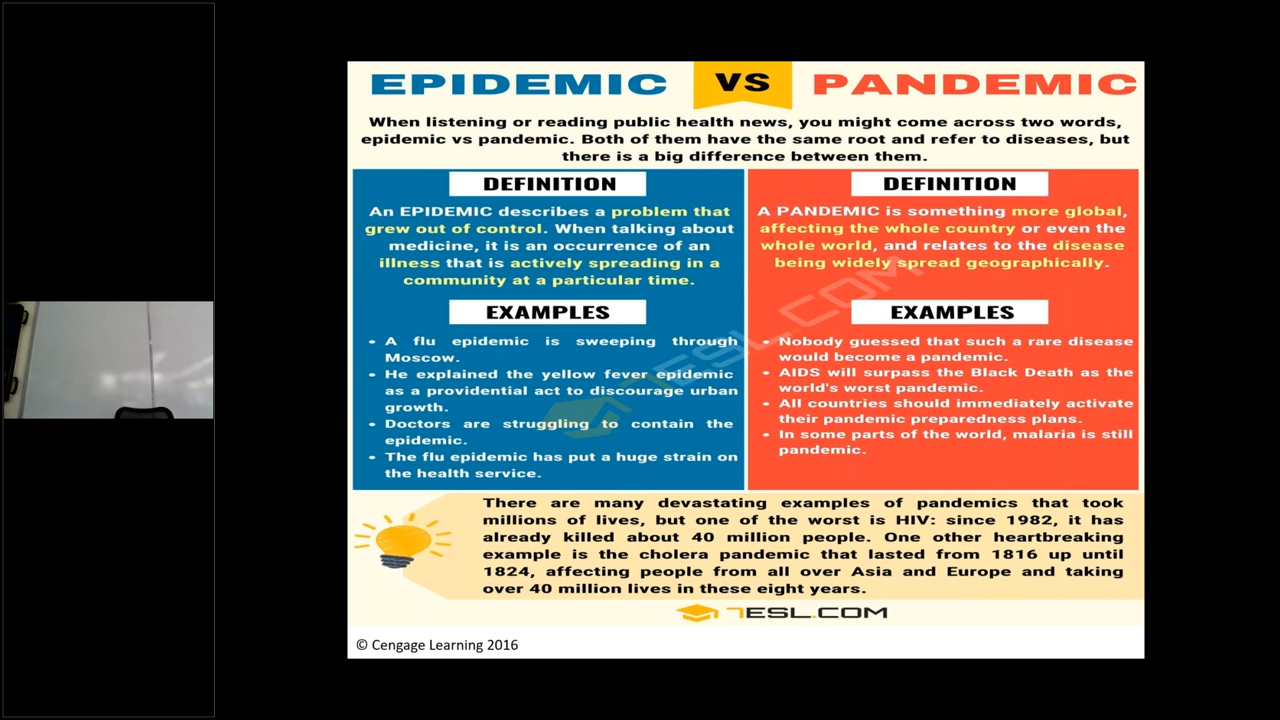 EPIDEMIC VS PANDEMIC
When listening or reading public health news, you might come across two words,
epidemic vs pandemic. Both of them have the same root and refer to diseases, but
there is a big difference between them.
DEFINITION
An EPIDEMIC describes a problem that
grew out of control. When talking about
medicine, it is an occurrence of an
illness that is actively spreading in a
community at a particular time.
EXAMPLES
• A flu epidemic is sweeping through
Moscow.
• He explained the yellow fever epidemic
as a providential act to discourage urban
growth.
• Doctors are struggling to contain the
epidemic.
• The flu epidemic has put a huge strain on
the health service.
DEFINITION
A PANDEMIC is something more global,
affecting the whole country or even the
whole world, and relates to the disease
being widely spread geographically.
EXAMPLES
• Nobody guessed that such a rare disease
would become a pandemic.
• AIDS will surpass the Black Death as the
world's worst pandemic.
• All countries should immediately activate
their pandemic preparedness plans.
• In some parts of the world, malaria is still
pandemic.
7ESL.COM
There are many devastating examples of pandemics that took
millions of lives, but one of the worst is HIV: since 1982, it has
already killed about 40 million people. One other heartbreaking
example is the cholera pandemic that lasted from 1816 up until
1824, affecting people from all over Asia and Europe and taking
over 40 million lives in these eight years.
7ESL.COM
© Cengage Learning 2016